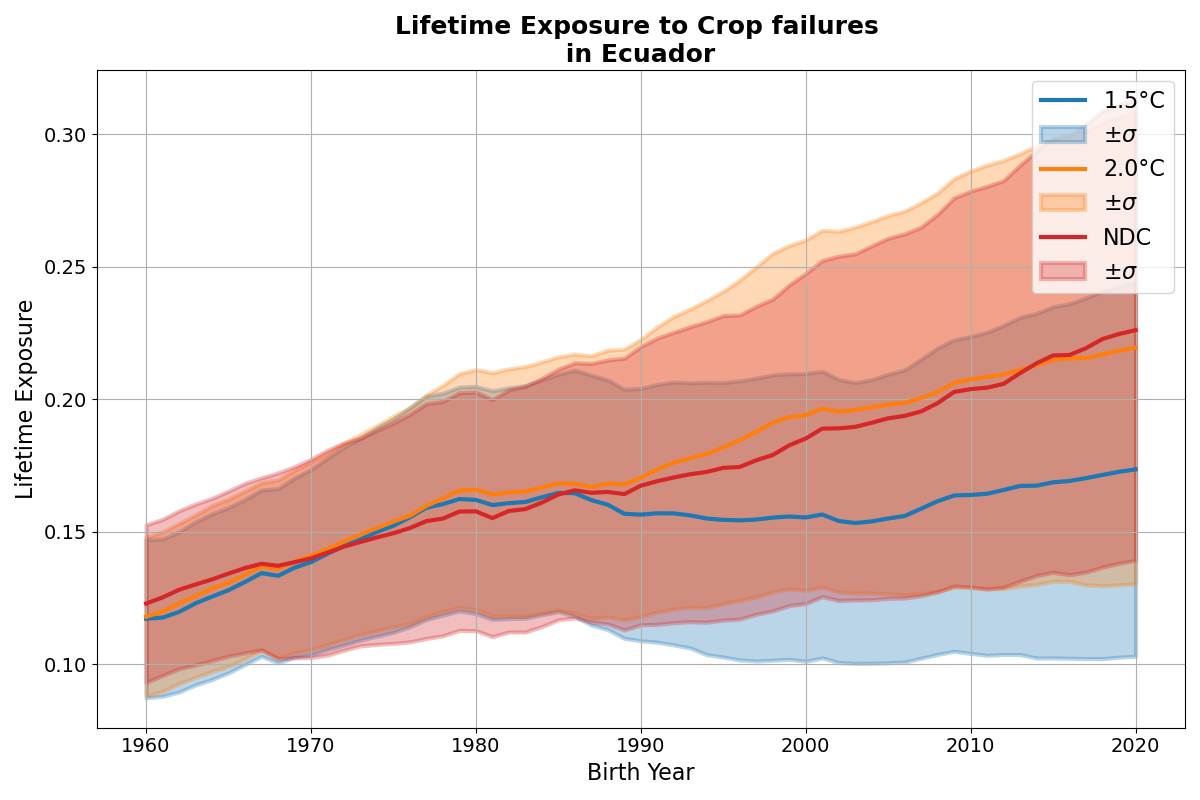 Lifetime Exposure to Crop failures
in Ecuador
Lifetime Exposure
0.30
0.25
0.20
0.15
0.10
1960
1970
1980
1990
2000
2010
2020
Birth Year
1.5°C
±σ
2.0°C
±σ
NDC
±σ